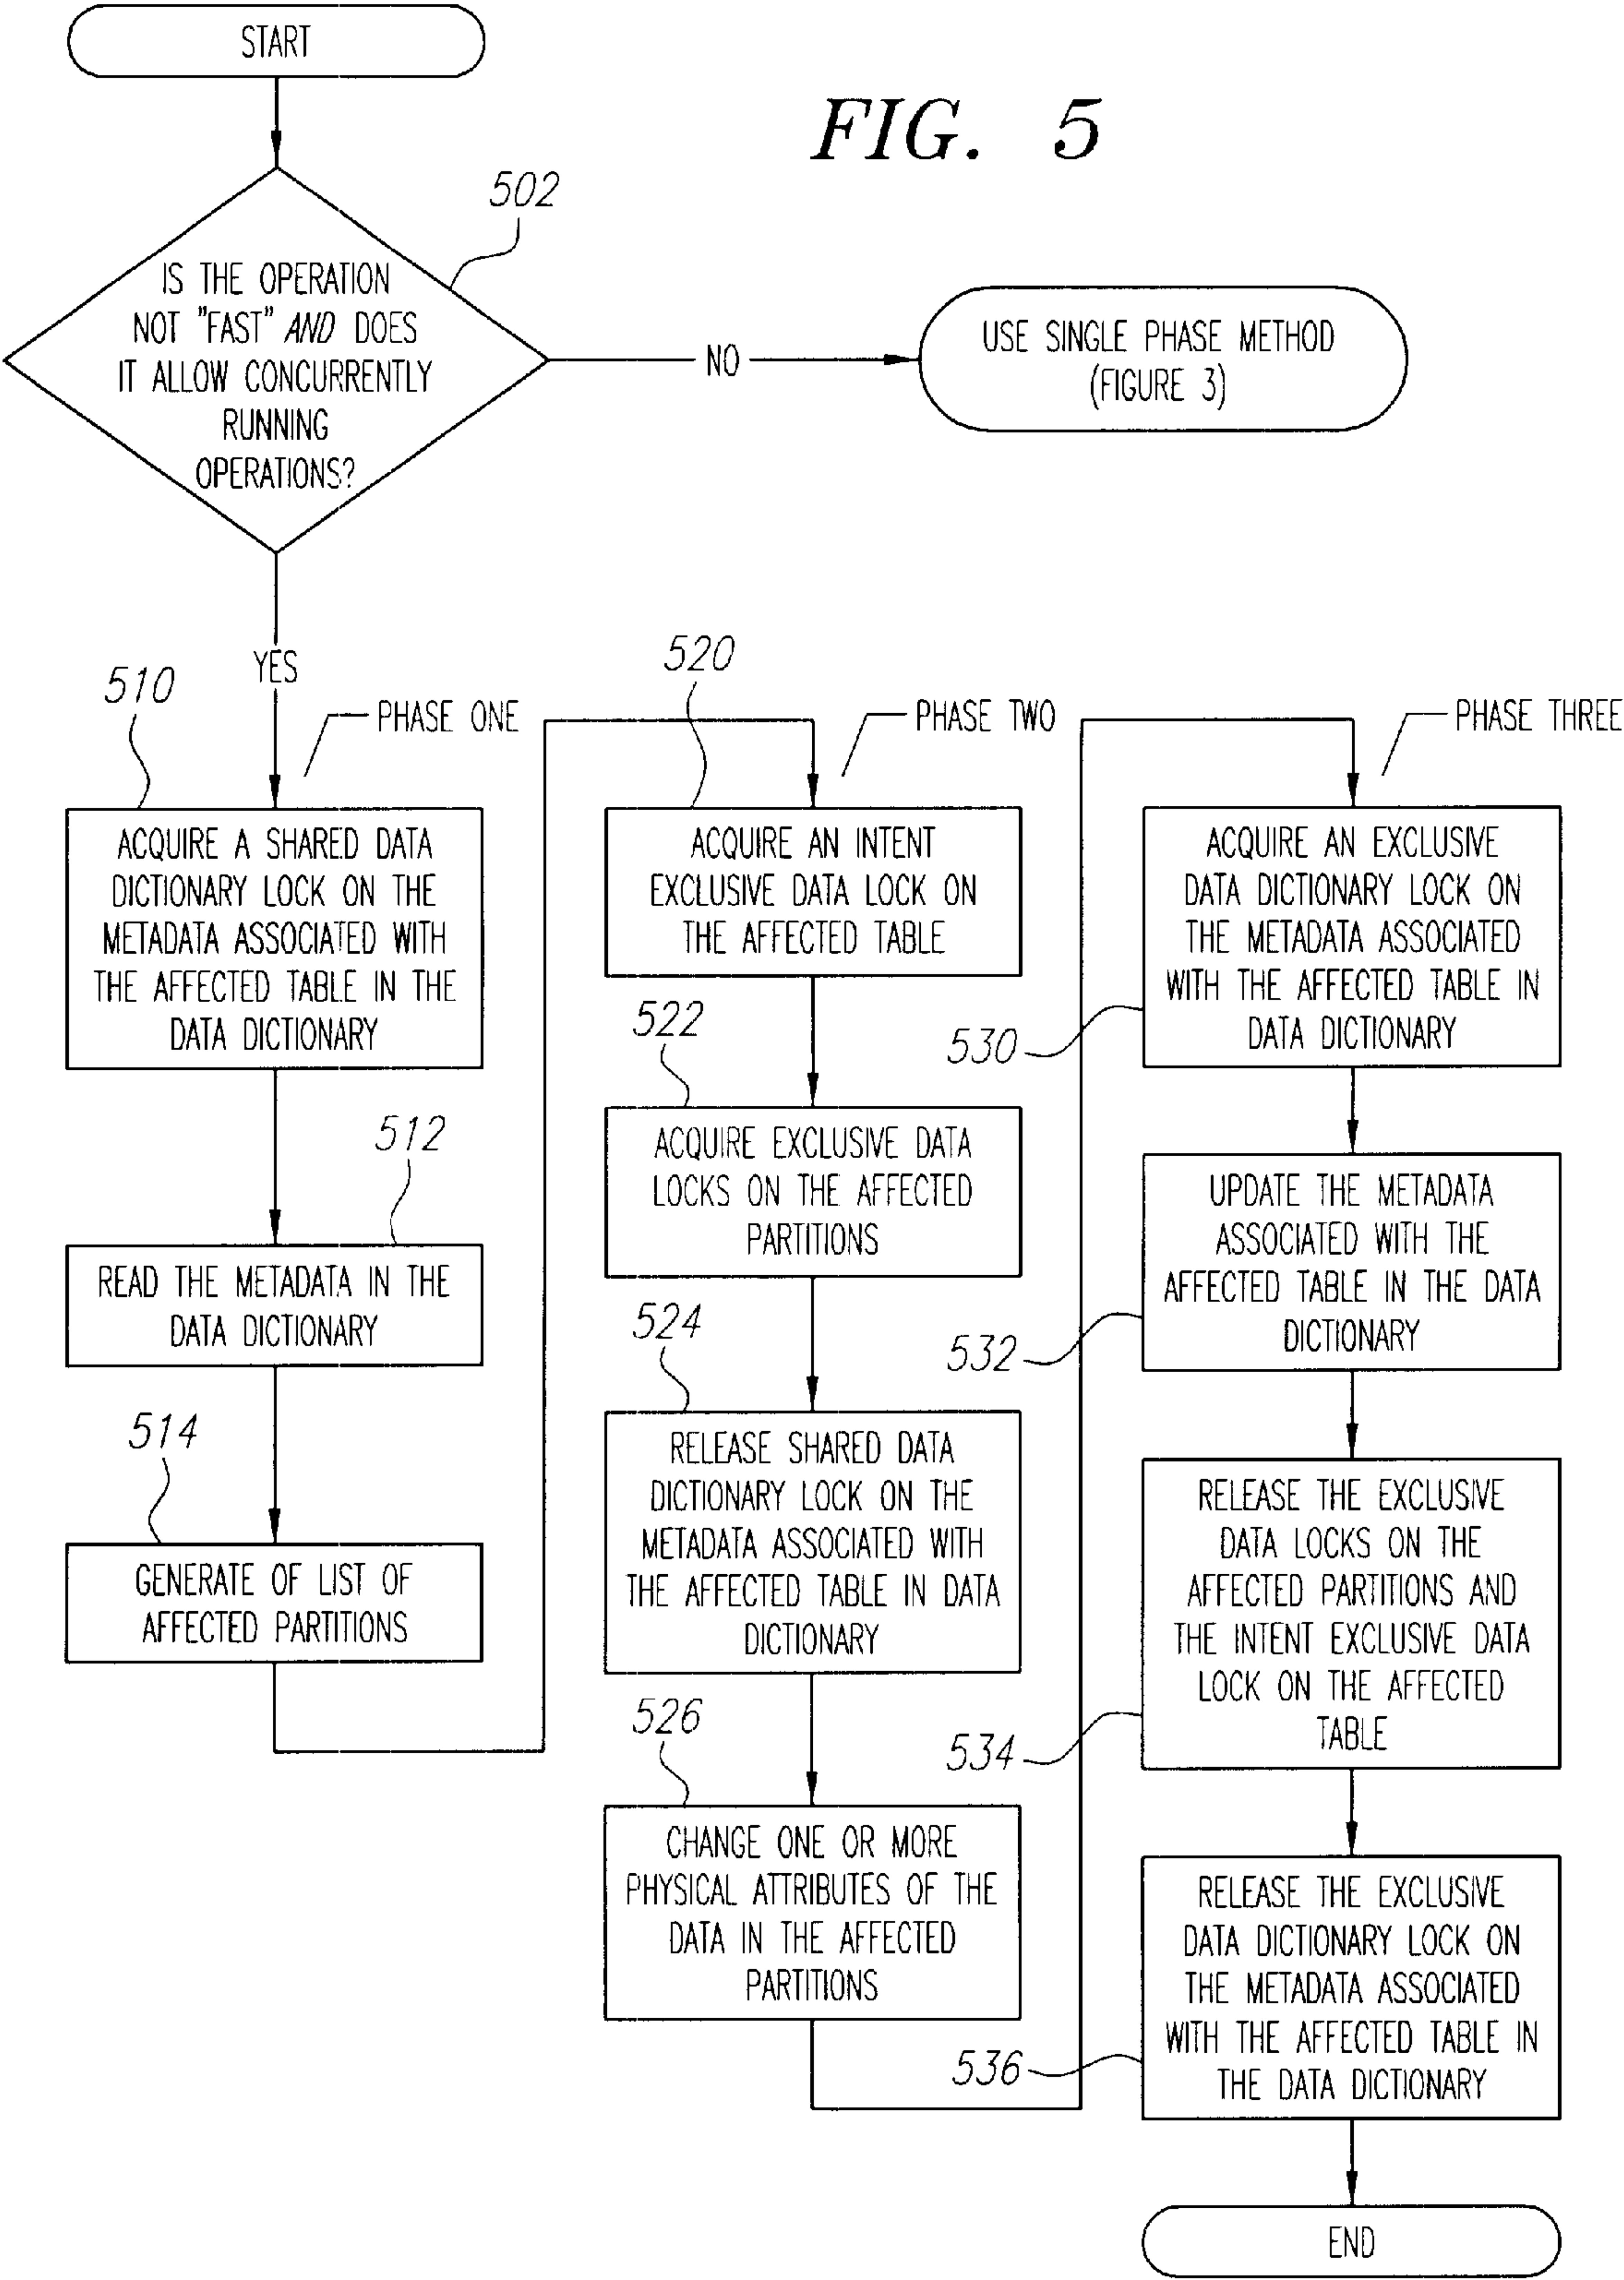 START
FIG. 5
502
IS THE OPERATION
NOT "FAST" AND DOES
IT ALLOW CONCURRENTLY
RUNNING
OPERATIONS?
NO
USE SINGLE PHASE METHOD
(FIGURE 3)
YES
510
PHASE ONE
ACQUIRE A SHARED DATA
DICTIONARY LOCK ON THE
METADATA ASSOCIATED WITH
THE AFFECTED TABLE IN THE
DATA DICTIONARY
512
READ THE METADATA IN THE
DATA DICTIONARY
514
GENERATE OF LIST OF
AFFECTED PARTITIONS
520
PHASE TWO
ACQUIRE AN INTENT
EXCLUSIVE DATA LOCK ON
THE AFFECTED TABLE
522
ACQUIRE EXCLUSIVE DATA
LOCKS ON THE AFFECTED
PARTITIONS
524
RELEASE SHARED DATA
DICTIONARY LOCK ON THE
METADATA ASSOCIATED WITH
THE AFFECTED TABLE IN DATA
DICTIONARY
526
CHANGE ONE OR MORE
PHYSICAL ATTRIBUTES OF THE
DATA IN THE AFFECTED
PARTITIONS
PHASE THREE
ACQUIRE AN EXCLUSIVE
DATA DICTIONARY LOCK ON
THE METADATA ASSOCIATED
WITH THE AFFECTED TABLE IN
DATA DICTIONARY
530
UPDATE THE METADATA
ASSOCIATED WITH THE
AFFECTED TABLE IN THE DATA
DICTIONARY
532
RELEASE THE EXCLUSIVE
DATA LOCKS ON THE
AFFECTED PARTITIONS AND
THE INTENT EXCLUSIVE DATA
LOCK ON THE AFFECTED
TABLE
534
RELEASE THE EXCLUSIVE
DATA DICTIONARY LOCK ON
THE METADATA ASSOCIATED
WITH THE AFFECTED TABLE IN
THE DATA DICTIONARY
536
END